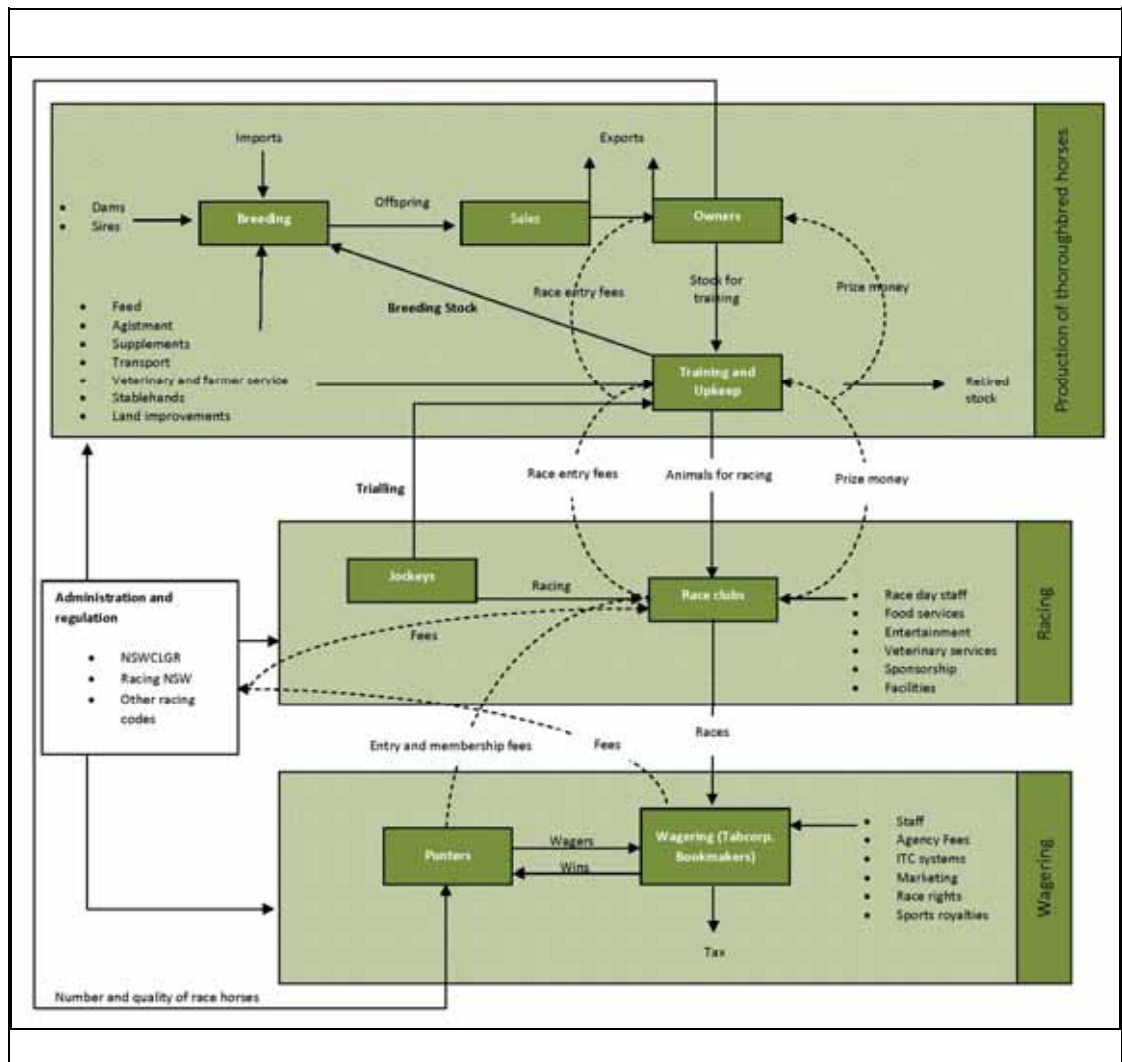 Production of thoroughbred horses
Imports
Exports
Dams
Sires
Breeding
Offspring
Sales
Owners
Race entry fees
Stock for
training
Prize money
Breeding Stock
Feed
Agistment
Supplements
Transport
Veterinary and farmer service
Stablehands
Land improvements
Training and
Upkeep
Retired
stock
Trialling
Race entry fees
Animals for racing
Prize money
Racing
Jockeys
Racing
Race clubs
Race day staff
Food services
Entertainment
Veterinary services
Sponsorship
Facilities
Administration and
regulation
NSWCLGR
Racing NSW
Other racing
codes
Fees
Entry and membership fees
Fees
Races
Wagering
Punters
Wagers
Wins
Wagering (Tabcorp.
Bookmakers)
Staff
Agency Fees
ITC systems
Marketing
Race rights
Sports royalties
Tax
Number and quality of race horses